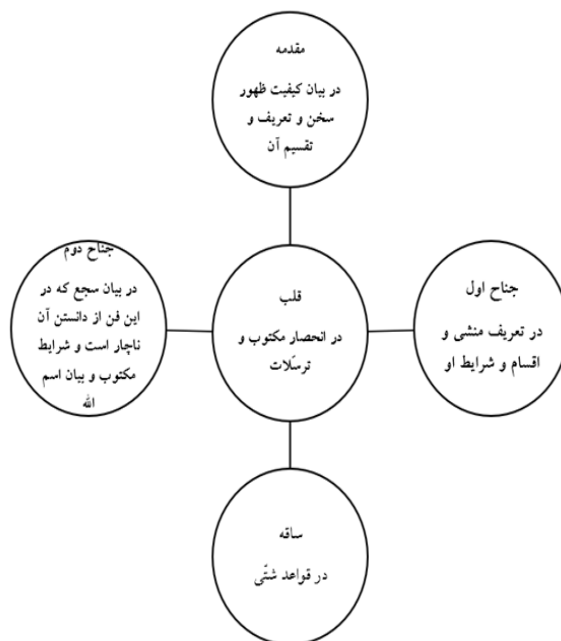 مقدمه
در بیان کیفیت ظهور
سخن و تعریف و
تقسیم آن
جناح اول
در تعریف منشی و
اقسام و شرایط او
قلب
در انحصار مکتوب و
ترسّلات
جناح دوم
در بیان سجع که در
این فن از دانستن آن
ناچار است و شرایط
مکتوب و بیان اسم
الله
ساقه
در قواعد شتّی